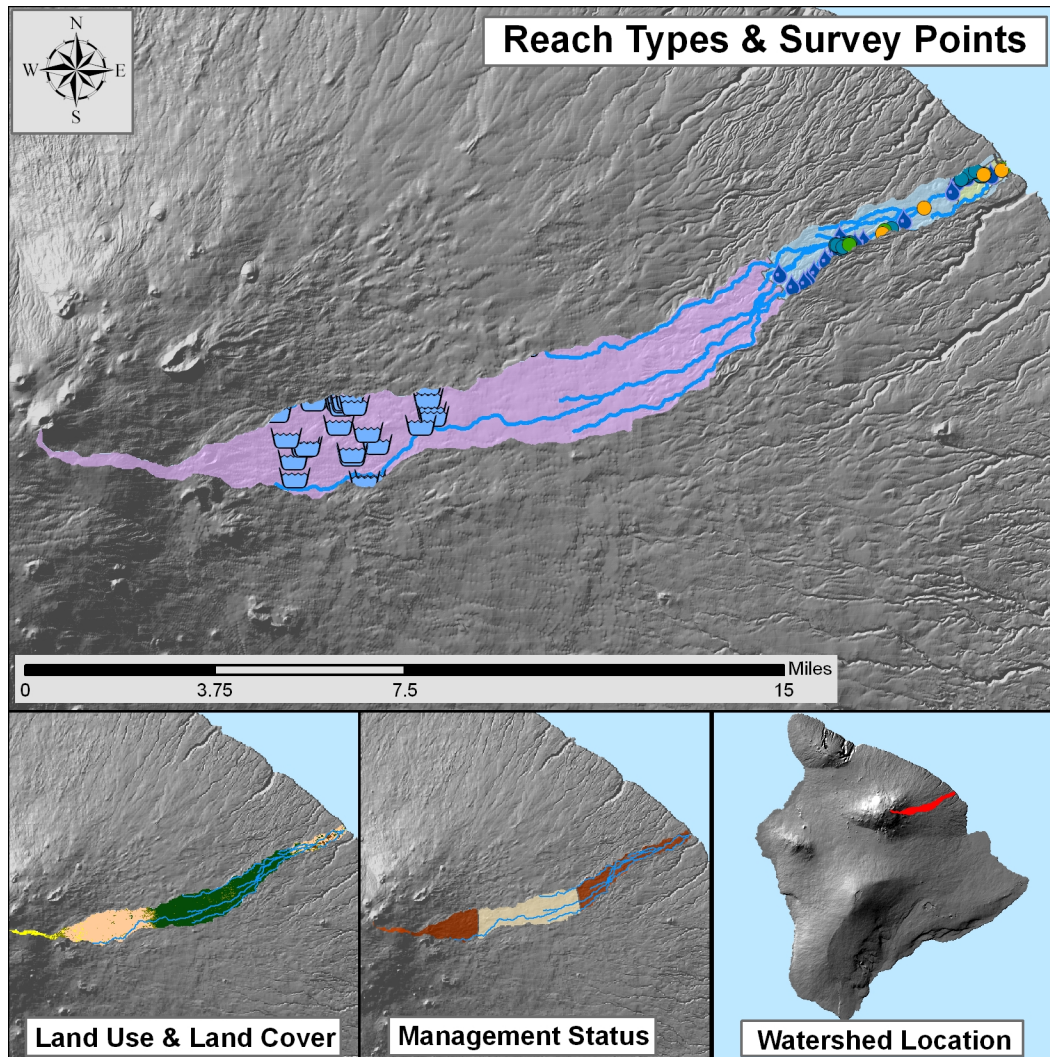 Reach Types & Survey Points
N
W E
S
Miles
0 3.75 7.5 15
Land Use & Land Cover
Management Status
Watershed Location